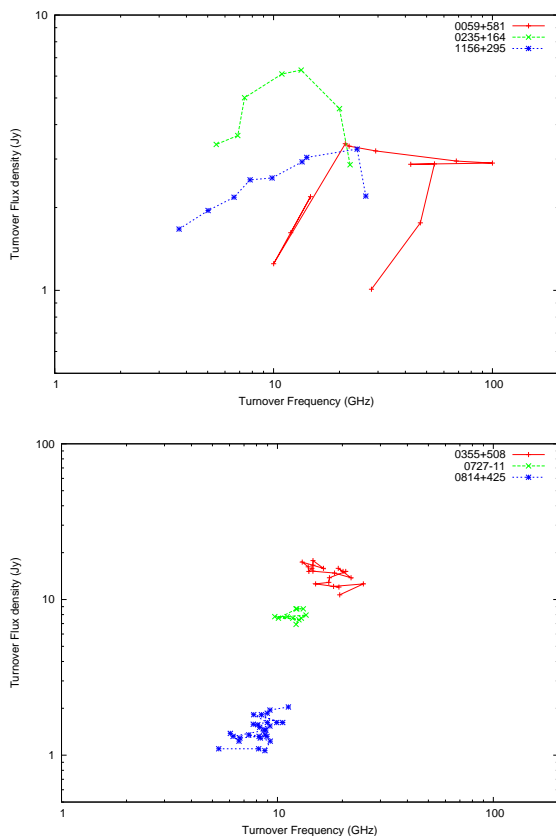 10
0059+581
0235+164
1156+295
Turnover Flux density (Jy)
1
1 10 100
Turnover Frequency (GHz)
100
0355+508
0727-11
0814+425
Turnover Flux density (Jy)
10
1
1 10 100
Turnover Frequency (GHz)